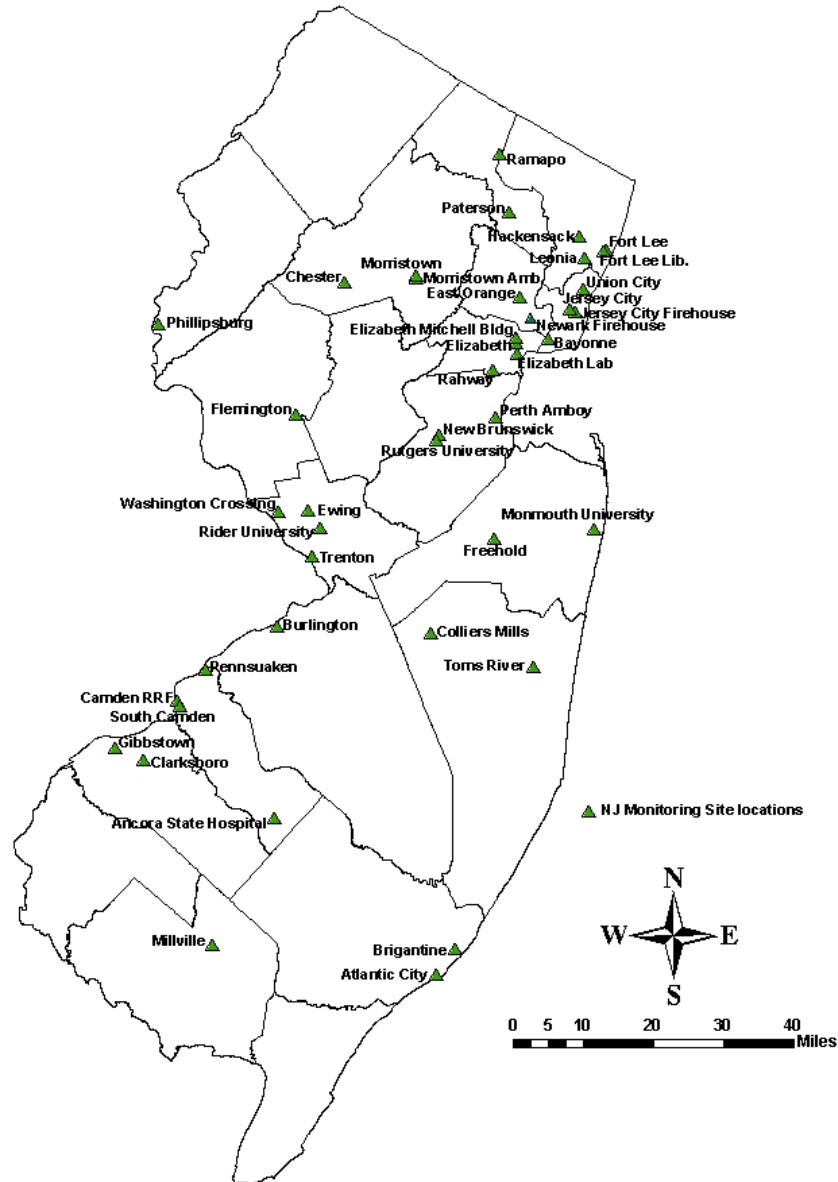 Ramapo
Paterson
Hackensack
Fort Lee
Leonia
Fort Lee Lib.
Morristown
Chester
Morristown Amb.
East Orange
Union City
Jersey City
Jersey City Firehouse
Phillipsburg
Newark Firehouse
Elizabeth Mitchell Bldg
Elizabeth
Bayonne
Elizabeth Lab
Rahway
Flemington
Perth Amboy
New Brunswick
Rutgers University
Washington Crossing
Ewing
Monmouth University
Rider University
Freehold
Trenton
Burlington
Colliers Mills
Pennsuaken
Toms River
Camden RRF
South Camden
Gibbstown
Clarksboro
NJ Monitoring Site locations
Ancora State Hospital
N
W E
S
Millville
Brigantine
Atlantic City
0 5 10 20 30 40
Miles